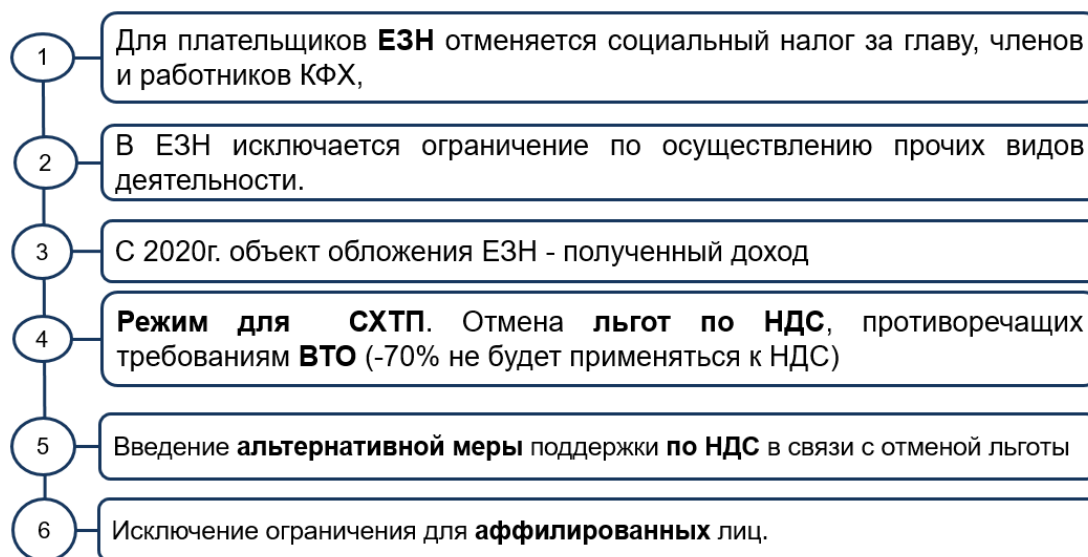 1
Для плательщиков ЕЗН отменяется социальный налог за главу, членов
и работников КФХ,
2
В ЕЗН исключается ограничение по осуществлению прочих видов
деятельности.
3
С 2020г. объект обложения ЕЗН - полученный доход
4
Режим для СХТП. Отмена льгот по НДС, противоречащих
требованиям ВТО (-70% не будет применяться к НДС)
5
Введение альтернативной меры поддержки по НДС в связи с отменой льготы
6
Исключение ограничения для аффилированных лиц.